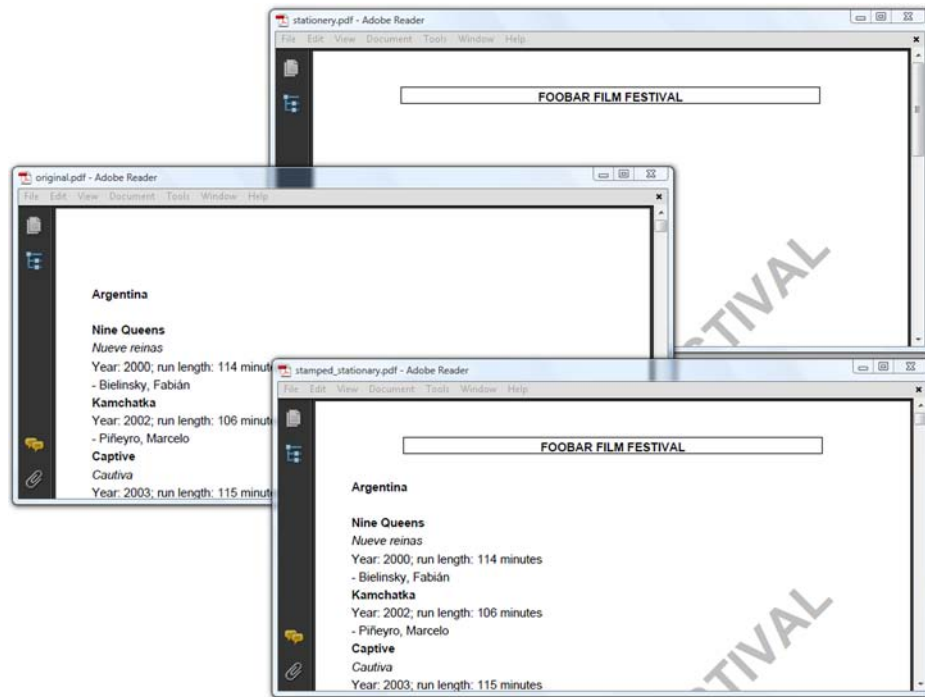 stationery.pdf - Adobe Reader
File Edit View Document Tools Window Help
FOOBAR FILM FESTIVAL
TIVAL
original.pdf - Adobe Reader
File Edit View Document Tools Window Help
Argentina
Nine Queens
Nueve reinas
Year: 2000; run length: 114 minutes
- Bielinsky, Fabián
Kamchatka
Year: 2002; run length: 106 minute
- Piñeyro, Marcelo
Captive
Cautiva
Year: 2003; run length: 115 minut
stamped_stationary.pdf - Adobe Reader
File Edit View Document Tools Window Help
FOOBAR FILM FESTIVAL
Argentina
Nine Queens
Nueve reinas
Year: 2000; run length: 114 minutes
- Bielinsky, Fabián
Kamchatka
Year: 2002; run length: 106 minutes
- Piñeyro, Marcelo
Captive
Cautiva
Year: 2003; run length: 115 minutes
STIVAL